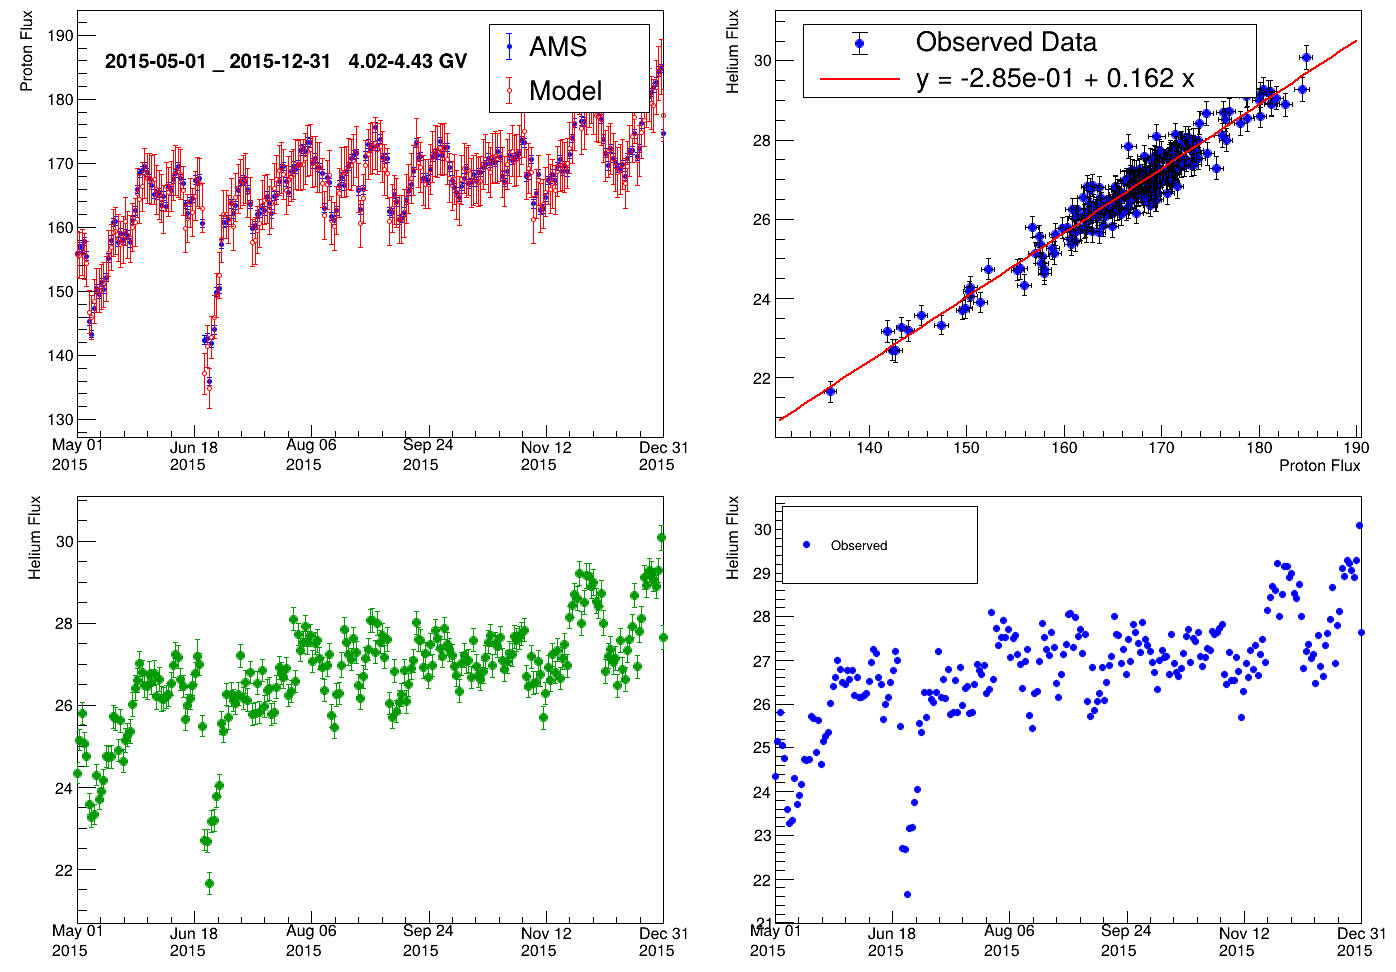 Proton Flux
190
180
170
160
150
140
130
2015-05-01 _ 2015-12-31 4.02-4.43 GV
AMS
Model
May 01
2015
Jun 18
2015
Aug 06
2015
Sep 24
2015
Nov 12
2015
Dec 31
2015
Helium Flux
30
28
26
24
22
Observed Data
y = -2.85e-01 + 0.162 x
140
150
160
170
180
190
Proton Flux
Helium Flux
30
28
26
24
22
May 01
2015
Jun 18
2015
Aug 06
2015
Sep 24
2015
Nov 12
2015
Dec 31
2015
Helium Flux
30
29
28
27
26
25
24
23
22
21
Observed
May 01
2015
Jun 18
2015
Aug 06
2015
Sep 24
2015
Nov 12
2015
Dec 31
2015